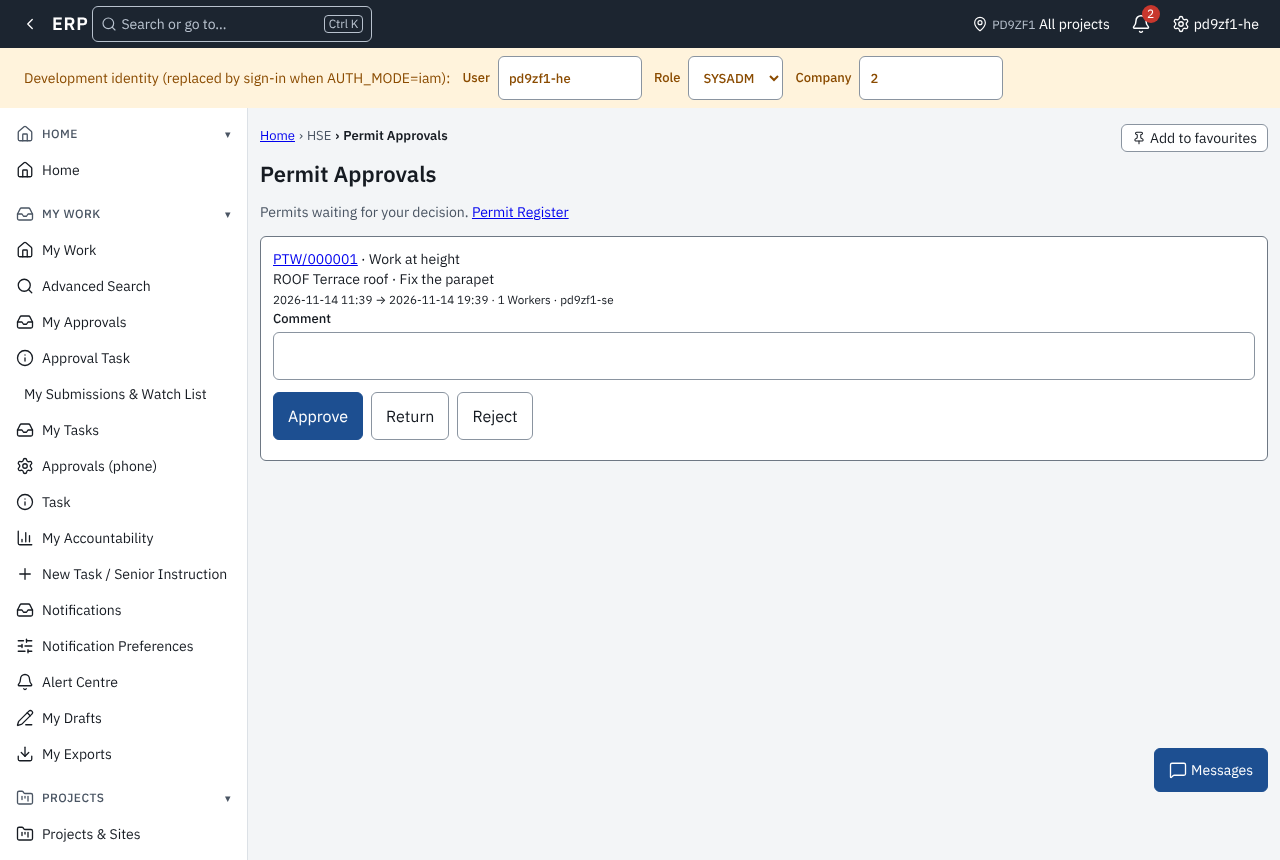 ERP
Search or go to...
Ctrl K
PD9ZF1 All projects
2
pd9zf1-he
Development identity (replaced by sign-in when AUTH_MODE=iam):
User
pd9zf1-he
Role
SYSADM
Company
2
HOME
Home
MY WORK
My Work
Advanced Search
My Approvals
Approval Task
My Submissions & Watch List
My Tasks
Approvals (phone)
Task
My Accountability
New Task / Senior Instruction
Notifications
Notification Preferences
Alert Centre
My Drafts
My Exports
PROJECTS
Projects & Sites
Home › HSE › Permit Approvals
Add to favourites
Permit Approvals
Permits waiting for your decision. Permit Register
PTW/000001 · Work at height
ROOF Terrace roof · Fix the parapet
2026-11-14 11:39 → 2026-11-14 19:39 · 1 Workers · pd9zf1-se
Comment
Approve
Return
Reject
Messages